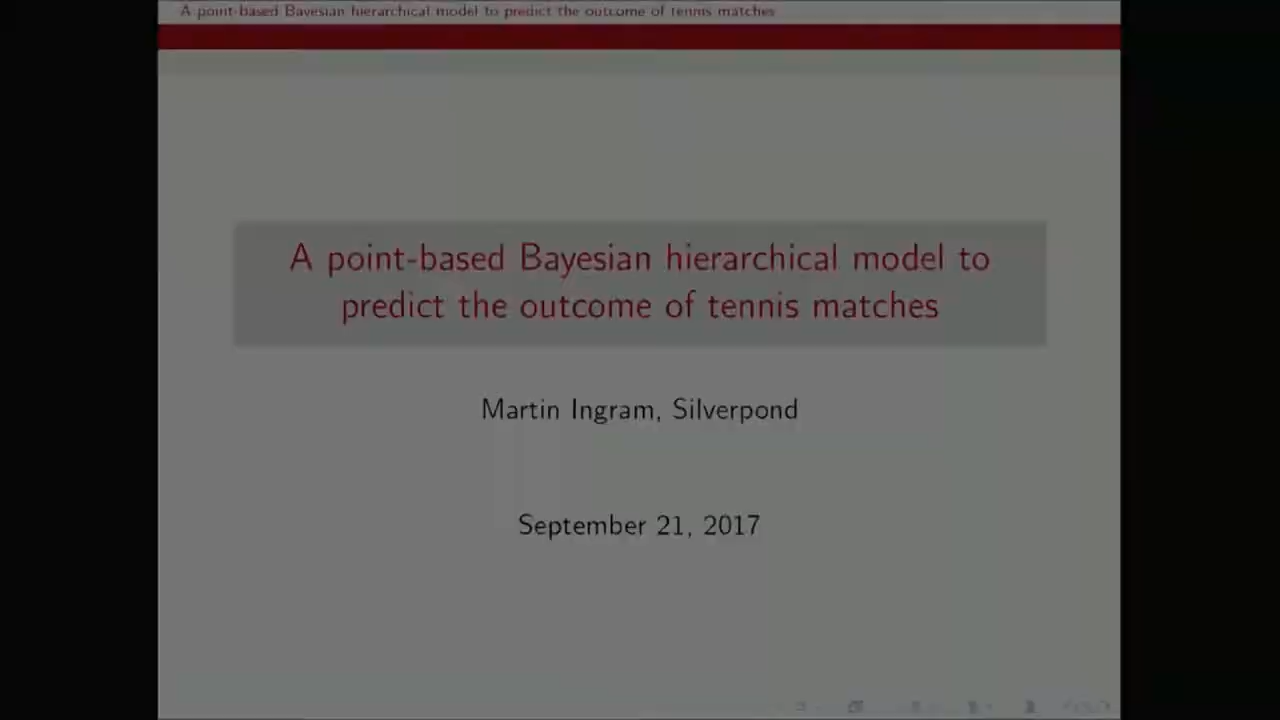 A point-based Bayesian hierarchical model to predict the outcome of tennis matches
A point-based Bayesian hierarchical model to
predict the outcome of tennis matches
Martin Ingram, Silverpond
September 21, 2017